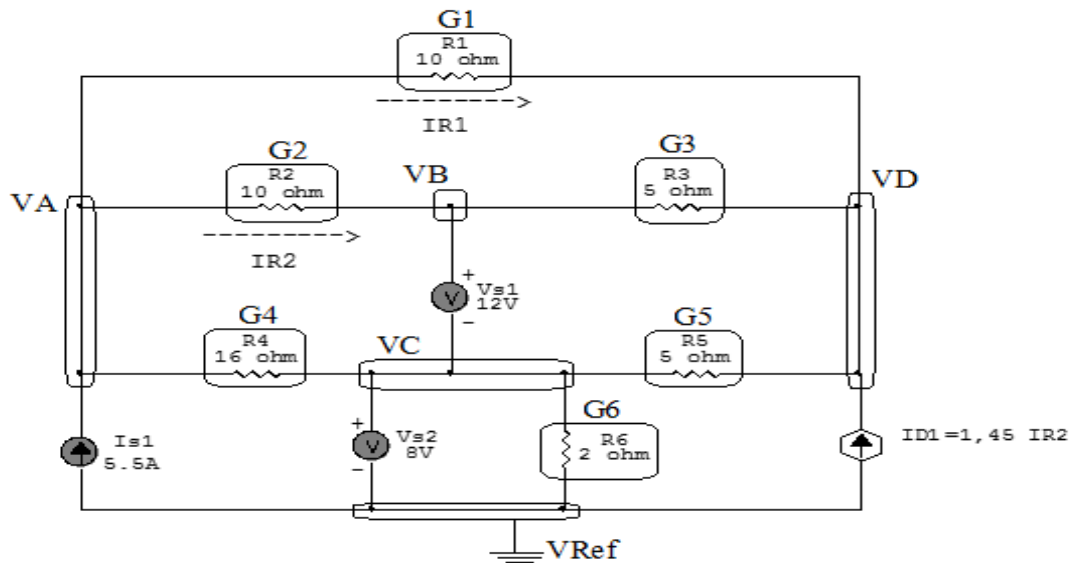 G1
R1
10 ohm
IR1
G2
R2
10 ohm
VB
G3
R3
5 ohm
VA
VD
IR2
+
Vs1
V
12V
−
G4
R4
16 ohm
VC
G5
R5
5 ohm
G6
Is1
5.5A
+
Vs2
V
8V
−
R6
2 ohm
ID1=1,45 IR2
VRef